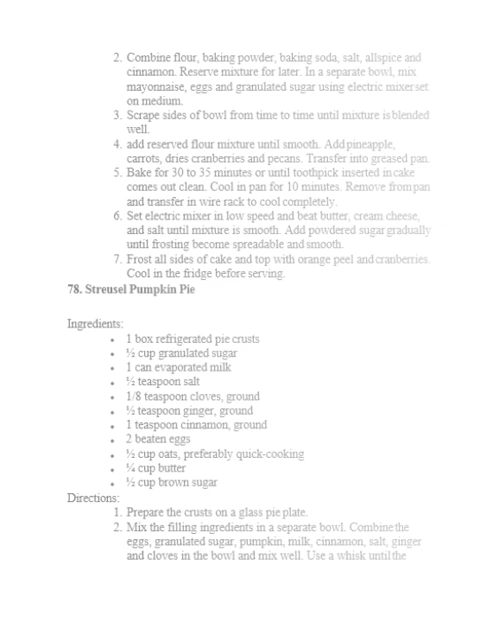 2. Combine flour, baking powder, baking soda, salt, allspice and
cinnamon. Reserve mixture for later. In a separate bowl, mix
mayonnaise, eggs and granulated sugar using electric mixer set
on medium.
3. Scrape sides of bowl from time to time until mixture is blended
well.
4. add reserved flour mixture until smooth. Add pineapple,
carrots, dries cranberries and pecans. Transfer into greased pan.
5. Bake for 30 to 35 minutes or until toothpick inserted in cake
comes out clean. Cool in pan for 10 minutes. Remove from pan
and transfer in wire rack to cool completely.
6. Set electric mixer in low speed and beat butter, cream cheese,
and salt until mixture is smooth. Add powdered sugar gradually
until frosting become spreadable and smooth.
7. Frost all sides of cake and top with orange peel and cranberries.
Cool in the fridge before serving.
78. Streusel Pumpkin Pie
Ingredients:
• 1 box refrigerated pie crusts
• ½ cup granulated sugar
• 1 can evaporated milk
• ½ teaspoon salt
• 1/8 teaspoon cloves, ground
• ½ teaspoon ginger, ground
• 1 teaspoon cinnamon, ground
• 2 beaten eggs
• ½ cup oats, preferably quick-cooking
• ¼ cup butter
• ½ cup brown sugar
Directions:
1. Prepare the crusts on a glass pie plate.
2. Mix the filling ingredients in a separate bowl. Combine the
eggs, granulated sugar, pumpkin, milk, cinnamon, salt, ginger
and cloves in the bowl and mix well. Use a whisk until the